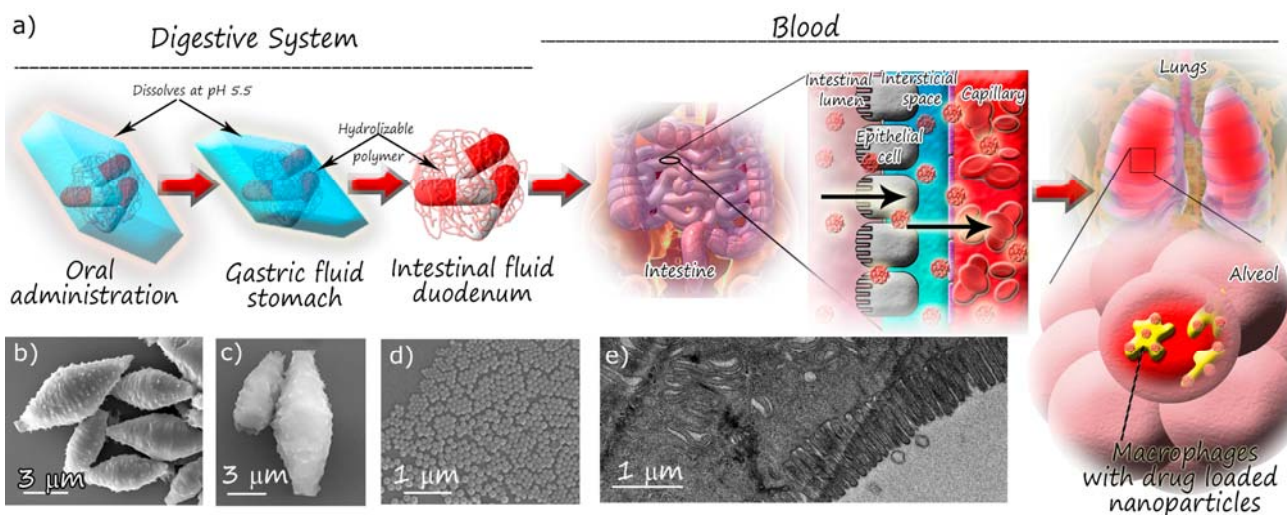 a)
Digestive System
Blood
Dissolves at pH 5.5
Hydrolizable
polymer
Oral
administration
Gastric fluid
stomach
Intestinal fluid
duodenum
Intestine
Intestinal
lumen
Intersticial
space
Capillary
Epithelial
cell
Lungs
Alveol
Macrophages
with drug loaded
nanoparticles
b)
3 µm
c)
3 µm
d)
1 µm
e)
1 µm